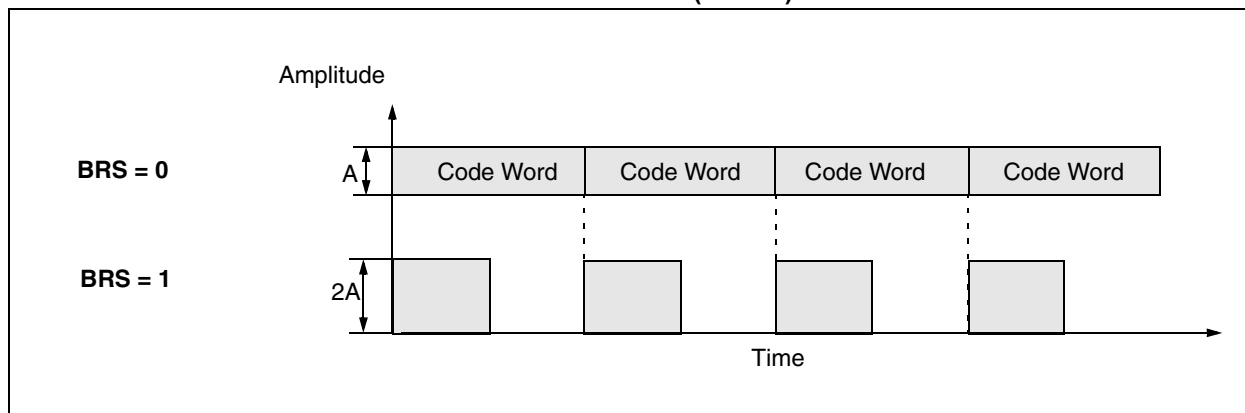 Amplitude
BRS = 0
A
Code Word
Code Word
Code Word
Code Word
BRS = 1
2A
Time